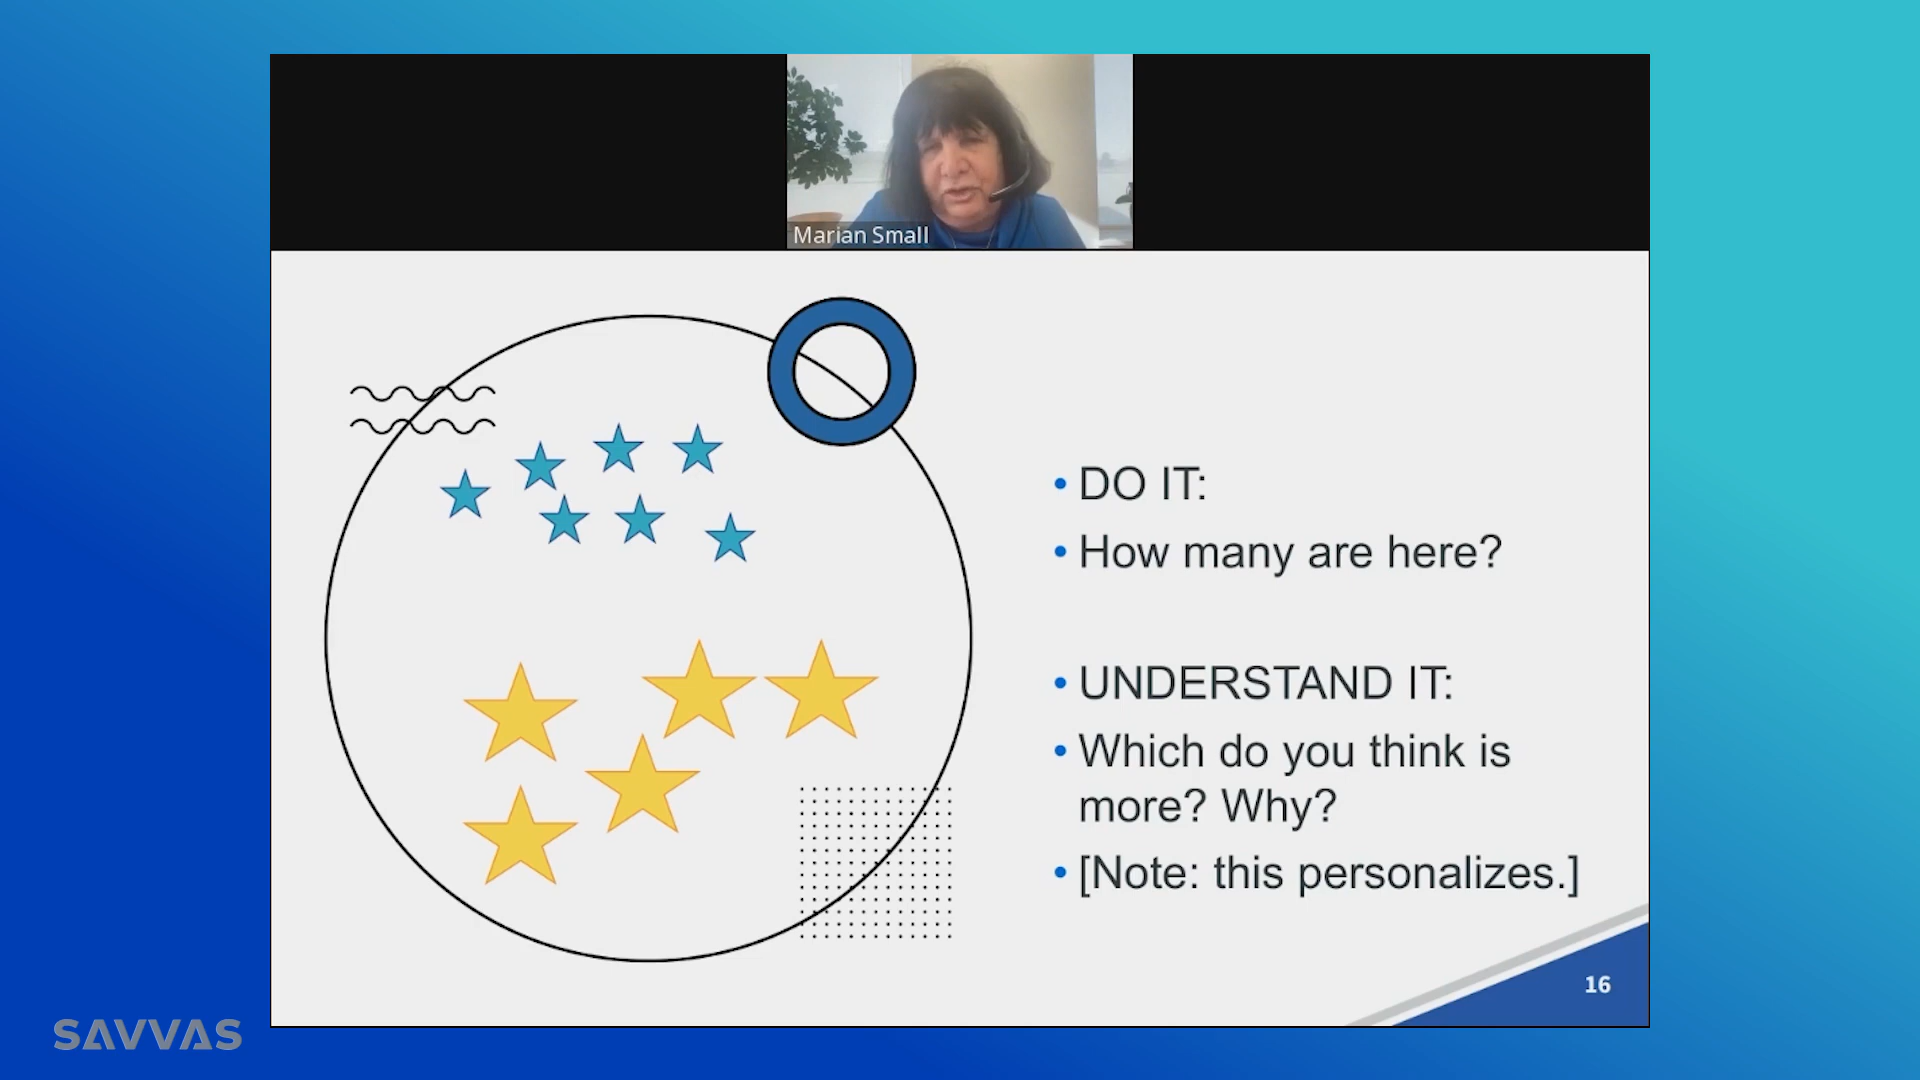 Marian Small
• DO IT:
• How many are here?
• UNDERSTAND IT:
• Which do you think is
more? Why?
• [Note: this personalizes.]
16
SAVVAS